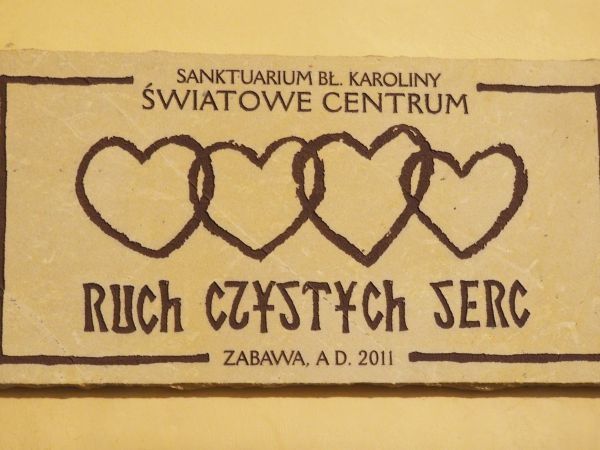 SANKTUARIUM BŁ. KAROLINY
ŚWIATOWE CENTRUM
RUCh CZYSTYCh SERC
ZABAWA, A D. 2011